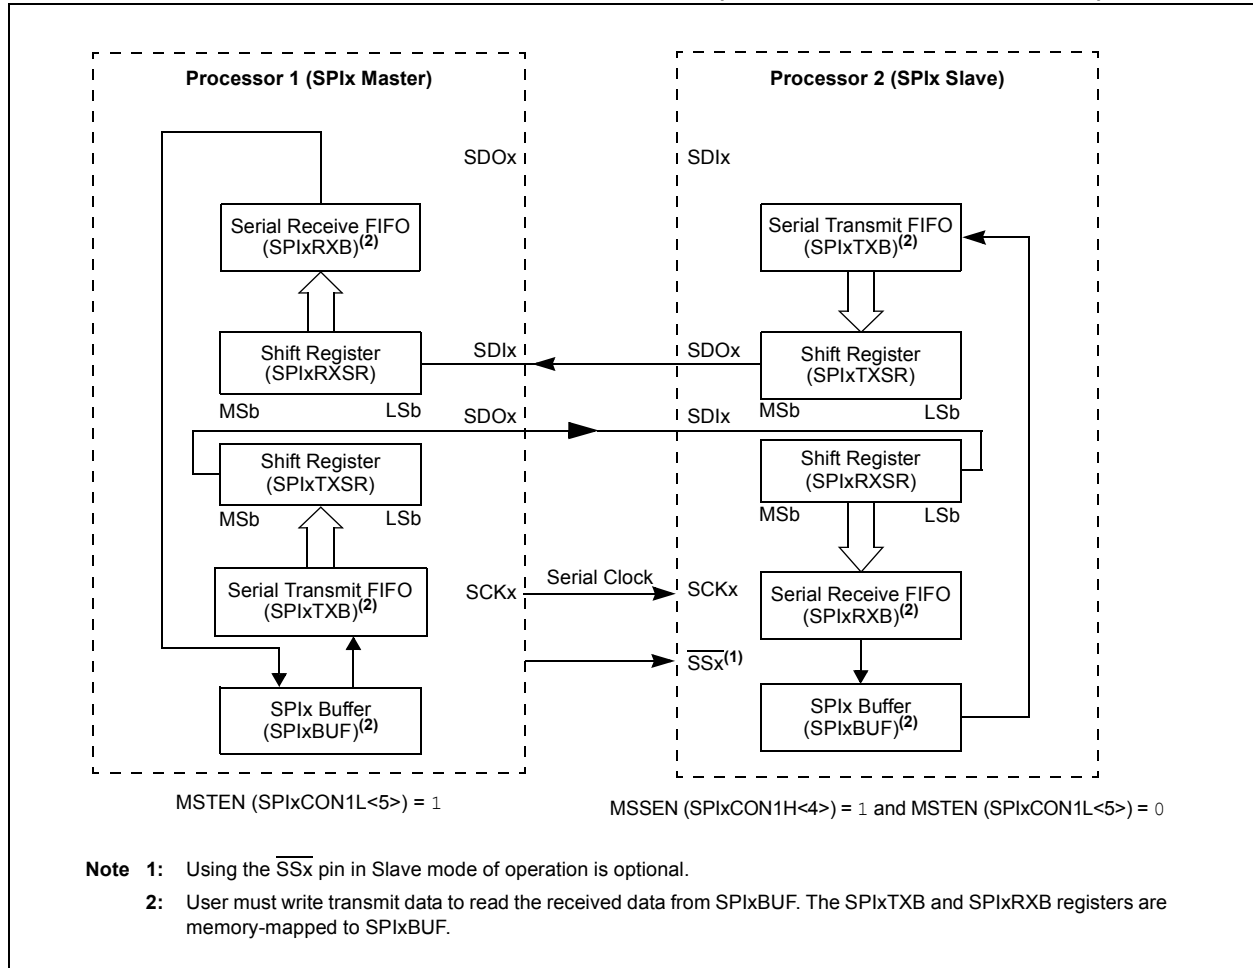 Processor 1 (SPIx Master)
Processor 2 (SPIx Slave)
SDOx
SDIx
Serial Receive FIFO
(SPIxRXB)(2)
Serial Transmit FIFO
(SPIxTXB)(2)
Shift Register
(SPIxRXSR)
SDIx
SDOx
Shift Register
(SPIxTXSR)
MSb
LSb
MSb
LSb
SDOx
SDIx
Shift Register
(SPIxTXSR)
Shift Register
(SPIxRXSR)
MSb
LSb
MSb
LSb
Serial Transmit FIFO
(SPIxTXB)(2)
SCKx
Serial Clock
SCKx
Serial Receive FIFO
(SPIxRXB)(2)
SSx(1)
SPIx Buffer
(SPIxBUF)(2)
SPIx Buffer
(SPIxBUF)(2)
MSTEN (SPIxCON1L<5>) = 1
MSSEN (SPIxCON1H<4>) = 1 and MSTEN (SPIxCON1L<5>) = 0
Note 1: Using the SSx pin in Slave mode of operation is optional.
2: User must write transmit data to read the received data from SPIxBUF. The SPIxTXB and SPIxRXB registers are
memory-mapped to SPIxBUF.